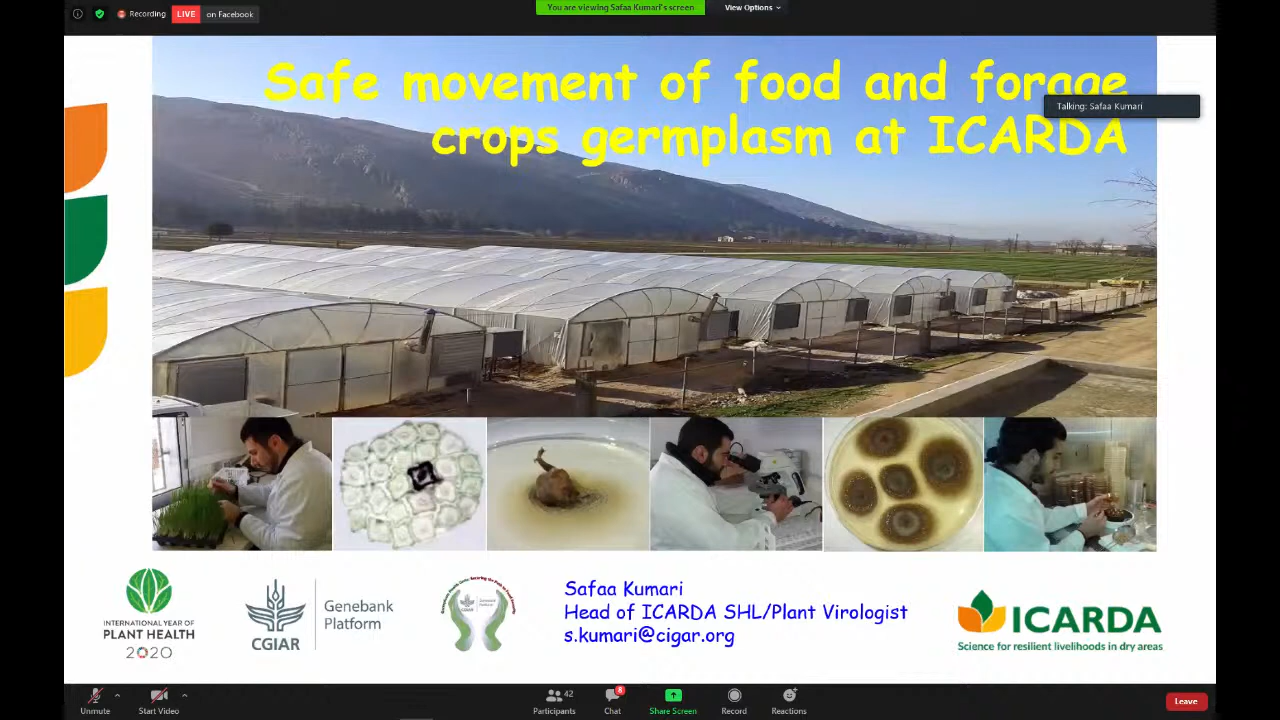 Recording
LIVE
on Facebook
You are viewing Safaa Kumari's screen
View Options
Safe movement of food and forage
Talking: Safaa Kumari
crops germplasm at ICARDA
INTERNATIONAL YEAR OF
PLANT HEALTH
2020
CGIAR
Genebank
Platform
CGIAR
Safaa Kumari
Head of ICARDA SHL/Plant Virologist
s.kumari@cigar.org
ICARDA
Science for resilient livelihoods in dry areas
Unmute
Start Video
42
Participants
8
Chat
Share Screen
Record
Reactions
Leave